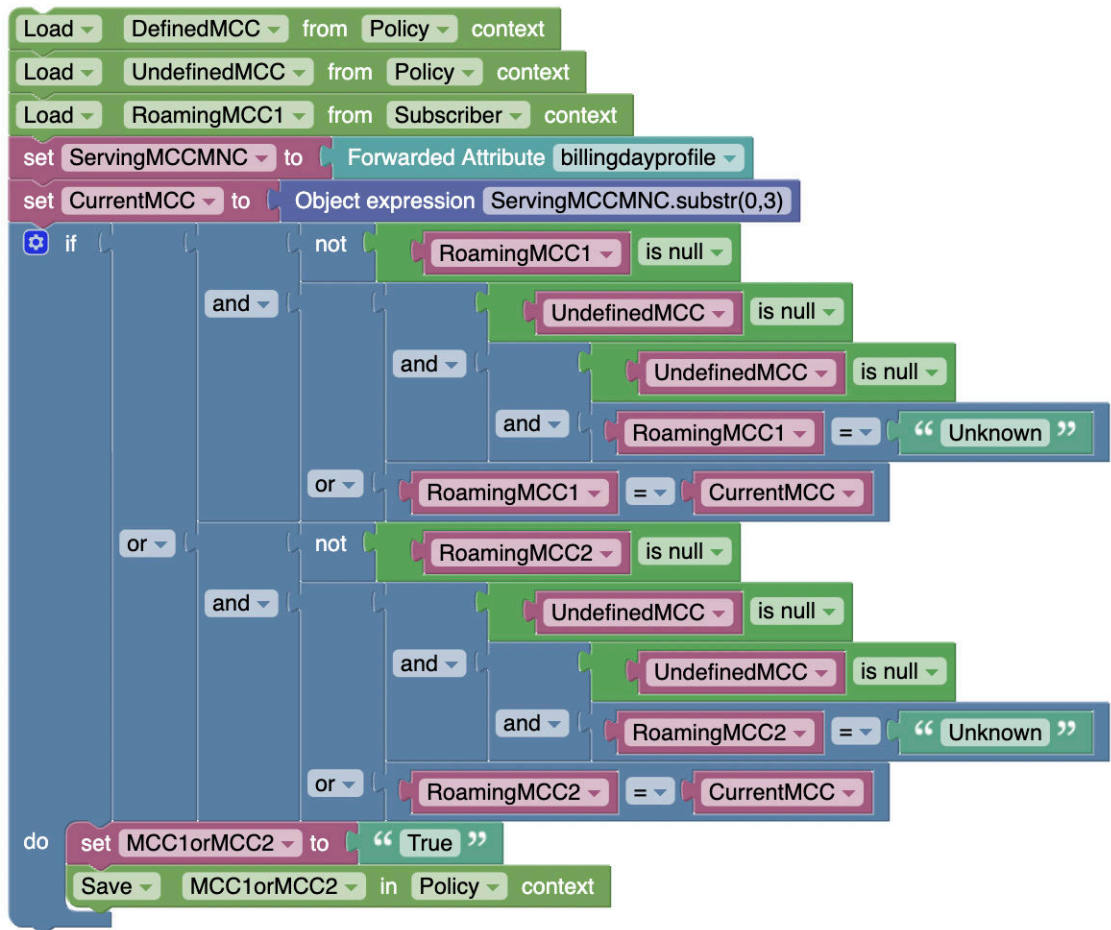 Load DefinedMCC from Policy context
Load UndefinedMCC from Policy context
Load RoamingMCC1 from Subscriber context
set ServingMCCMNC to Forwarded Attribute billingdayprofile
set CurrentMCC to Object expression ServingMCCMNC.substr(0,3)
if not RoamingMCC1 is null
and UndefinedMCC is null
and UndefinedMCC is null
and RoamingMCC1 = “ Unknown ”
or RoamingMCC1 = CurrentMCC
or not RoamingMCC2 is null
and UndefinedMCC is null
and UndefinedMCC is null
and RoamingMCC2 = “ Unknown ”
or RoamingMCC2 = CurrentMCC
do set MCC1orMCC2 to “ True ”
Save MCC1orMCC2 in Policy context